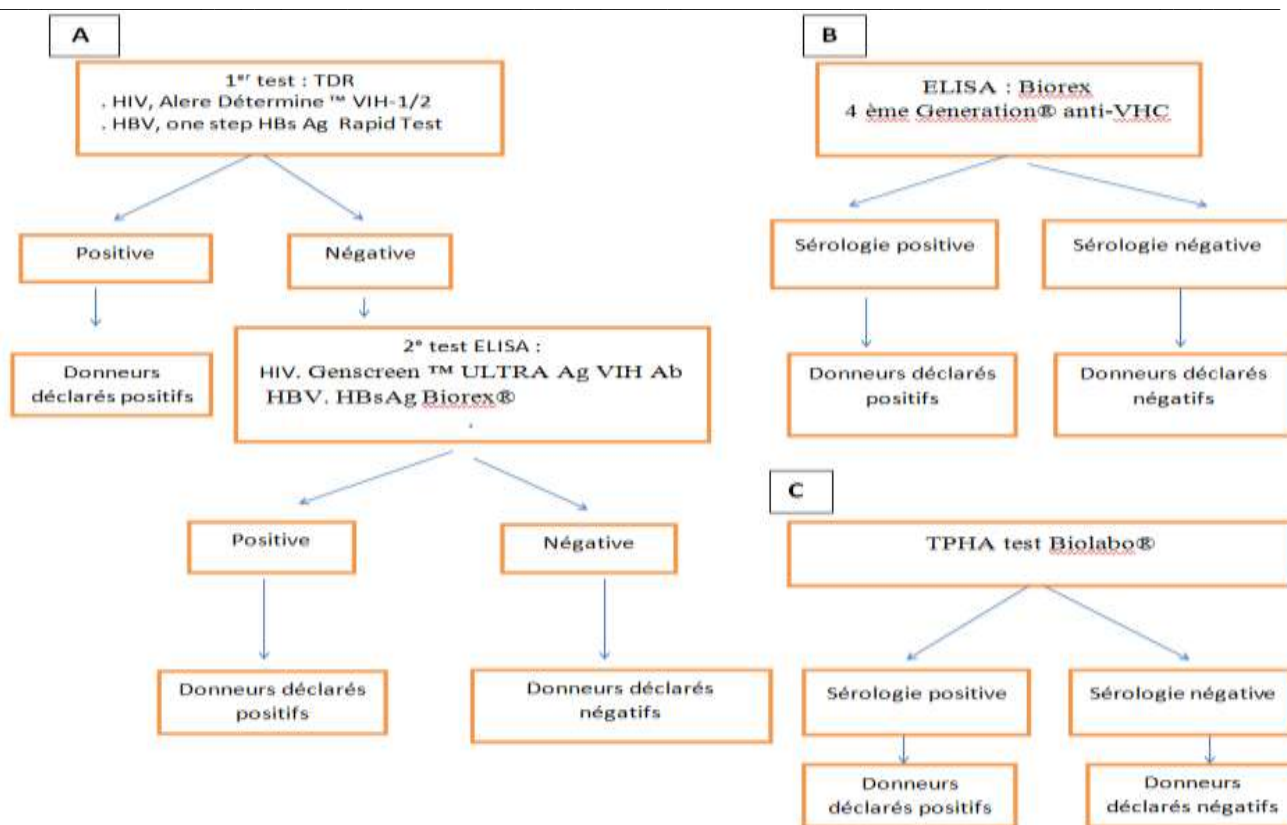 A
1er test : TDR
. HIV, Alere Détermine ™ VIH-1/2
. HBV, one step HBs Ag Rapid Test
Positive
Négative
Donneurs
déclarés positifs
2e test ELISA :
HIV. Genscreen ™ ULTRA Ag VIH Ab
HBV. HBsAg Biorex®
Positive
Négative
Donneurs déclarés
positifs
Donneurs déclarés
négatifs
B
ELISA : Biorex
4 ème Generation® anti-VHC
Sérologie positive
Sérologie négative
Donneurs déclarés
positifs
Donneurs déclarés
négatifs
C
TPHA test Biolabo®
Sérologie positive
Sérologie négative
Donneurs
déclarés positifs
Donneurs
déclarés négatifs